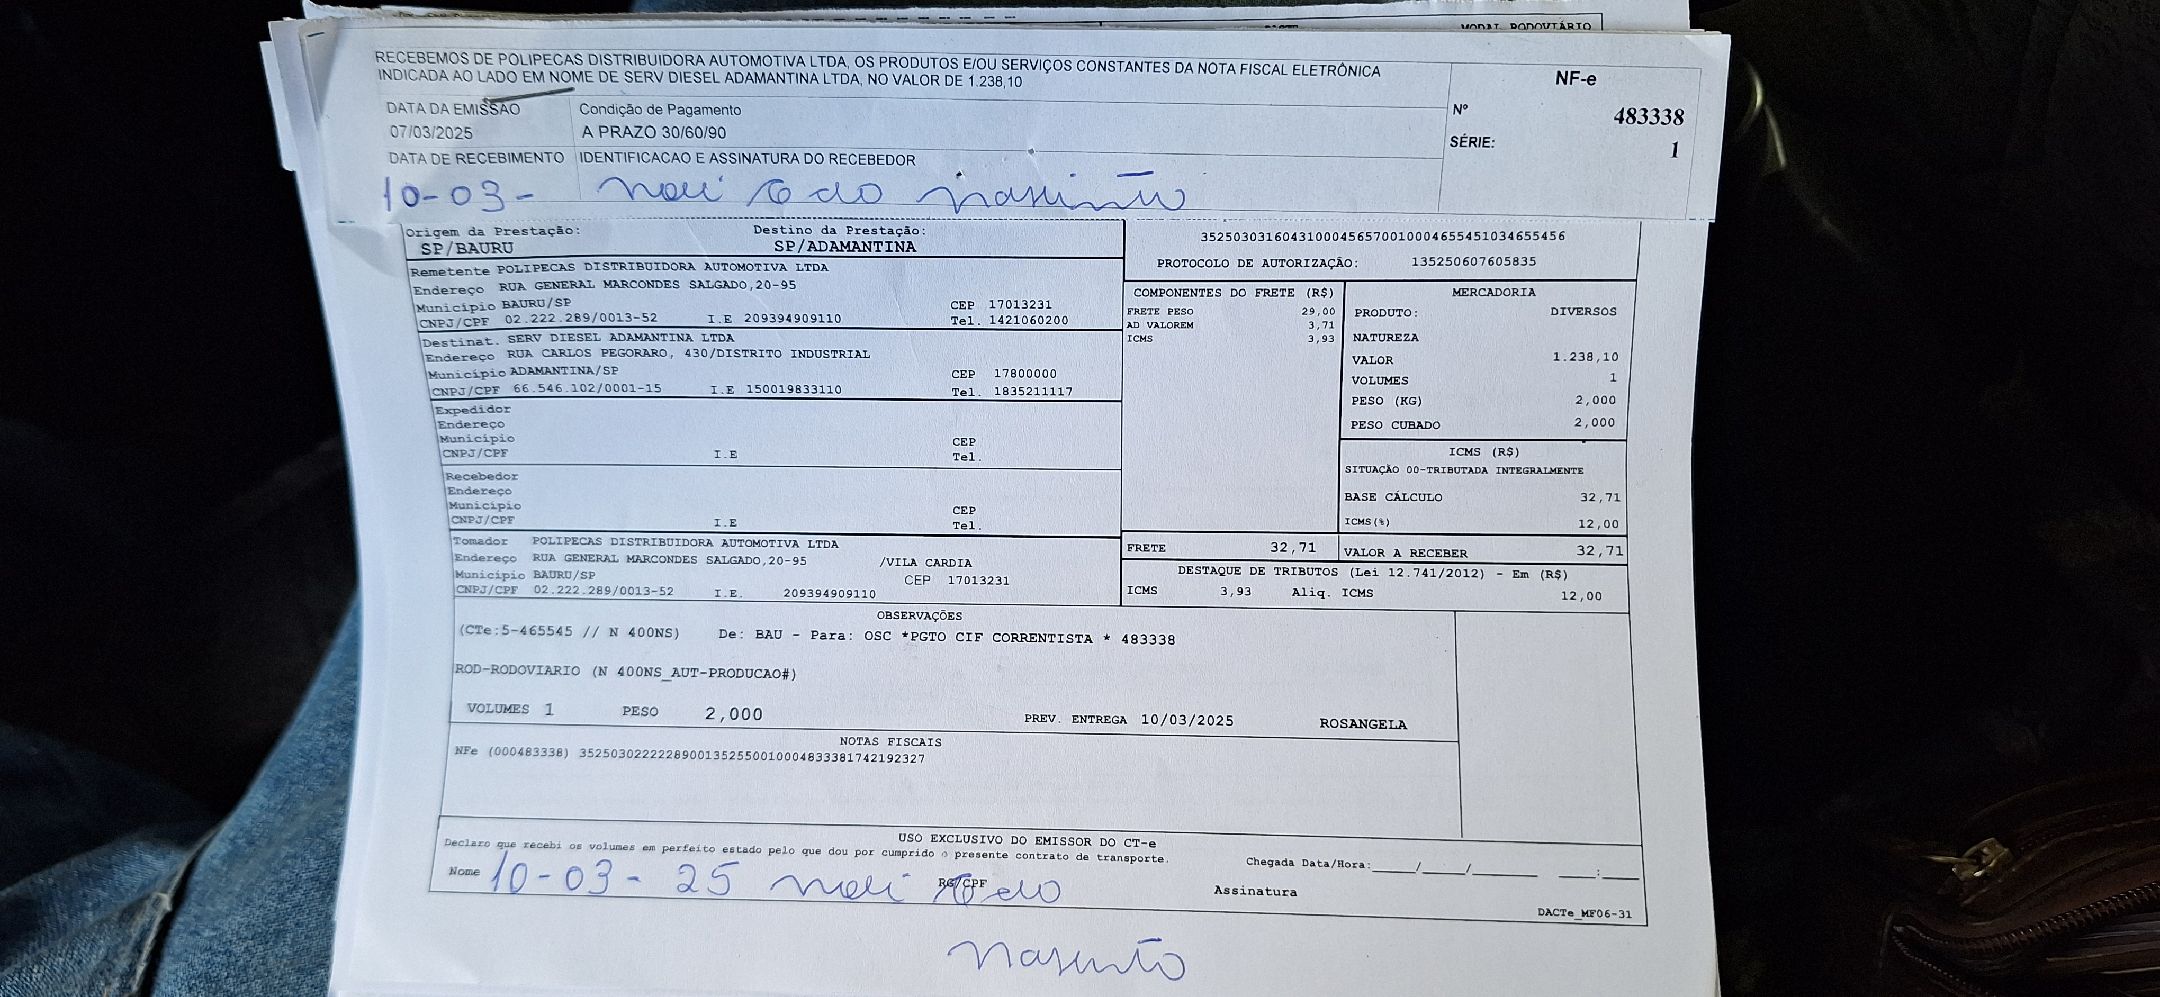 MODAL RODOVIÁRIO
RECEBEMOS DE POLIPECAS DISTRIBUIDORA AUTOMOTIVA LTDA, OS PRODUTOS E/OU SERVIÇOS CONSTANTES DA NOTA FISCAL ELETRÔNICA
INDICADA AO LADO EM NOME DE SERV DIESEL ADAMANTINA LTDA, NO VALOR DE 1.238,10
NF-e
Nº 483338
SÉRIE: 1
DATA DA EMISSÃO Condição de Pagamento
07/03/2025 A PRAZO 30/60/90
DATA DE RECEBIMENTO IDENTIFICACAO E ASSINATURA DO RECEBEDOR
10-03-
Origem da Prestação: Destino da Prestação:
SP/BAURU SP/ADAMANTINA
Remetente POLIPECAS DISTRIBUIDORA AUTOMOTIVA LTDA
Endereço RUA GENERAL MARCONDES SALGADO,20-95
Município BAURU/SP CEP 17013231
CNPJ/CPF 02.222.289/0013-52 I.E 209394909110 Tel. 1421060200
Destinat. SERV DIESEL ADAMANTINA LTDA
Endereço RUA CARLOS PEGORARO, 430/DISTRITO INDUSTRIAL
Município ADAMANTINA/SP CEP 17800000
CNPJ/CPF 66.546.102/0001-15 I.E 150019833110 Tel. 1835211117
Expedidor
Endereço
Município CEP
CNPJ/CPF I.E Tel.
Recebedor
Endereço
Município CEP
CNPJ/CPF I.E Tel.
Tomador POLIPECAS DISTRIBUIDORA AUTOMOTIVA LTDA
Endereço RUA GENERAL MARCONDES SALGADO,20-95 /VILA CARDIA
Município BAURU/SP CEP 17013231
CNPJ/CPF 02.222.289/0013-52 I.E. 209394909110
35250303160431000456570010004655451034655456
PROTOCOLO DE AUTORIZAÇÃO: 135250607605835
COMPONENTES DO FRETE (R$)
FRETE PESO 29,00
AD VALOREM 3,71
ICMS 3,93
MERCADORIA
PRODUTO: DIVERSOS
NATUREZA
VALOR 1.238,10
VOLUMES 1
PESO (KG) 2,000
PESO CUBADO 2,000
ICMS (R$)
SITUAÇÃO 00-TRIBUTADA INTEGRALMENTE
BASE CÁLCULO 32,71
ICMS(%) 12,00
FRETE 32,71 VALOR A RECEBER 32,71
DESTAQUE DE TRIBUTOS (Lei 12.741/2012) - Em (R$)
ICMS 3,93 Aliq. ICMS 12,00
OBSERVAÇÕES
(CTe:5-465545 // N 400NS) De: BAU - Para: OSC *PGTO CIF CORRENTISTA * 483338
ROD-RODOVIARIO (N 400NS_AUT-PRODUCAO#)
VOLUMES 1 PESO 2,000 PREV. ENTREGA 10/03/2025 ROSANGELA
NOTAS FISCAIS
NFe (000483338) 35250302222289001352550010004833381742192327
USO EXCLUSIVO DO EMISSOR DO CT-e
Declaro que recebi os volumes em perfeito estado pelo que dou por cumprido o presente contrato de transporte.
Chegada Data/Hora:____/____/______ ____:____
Nome 10-03-25 RG/CPF Assinatura
DACTe_MF06-31